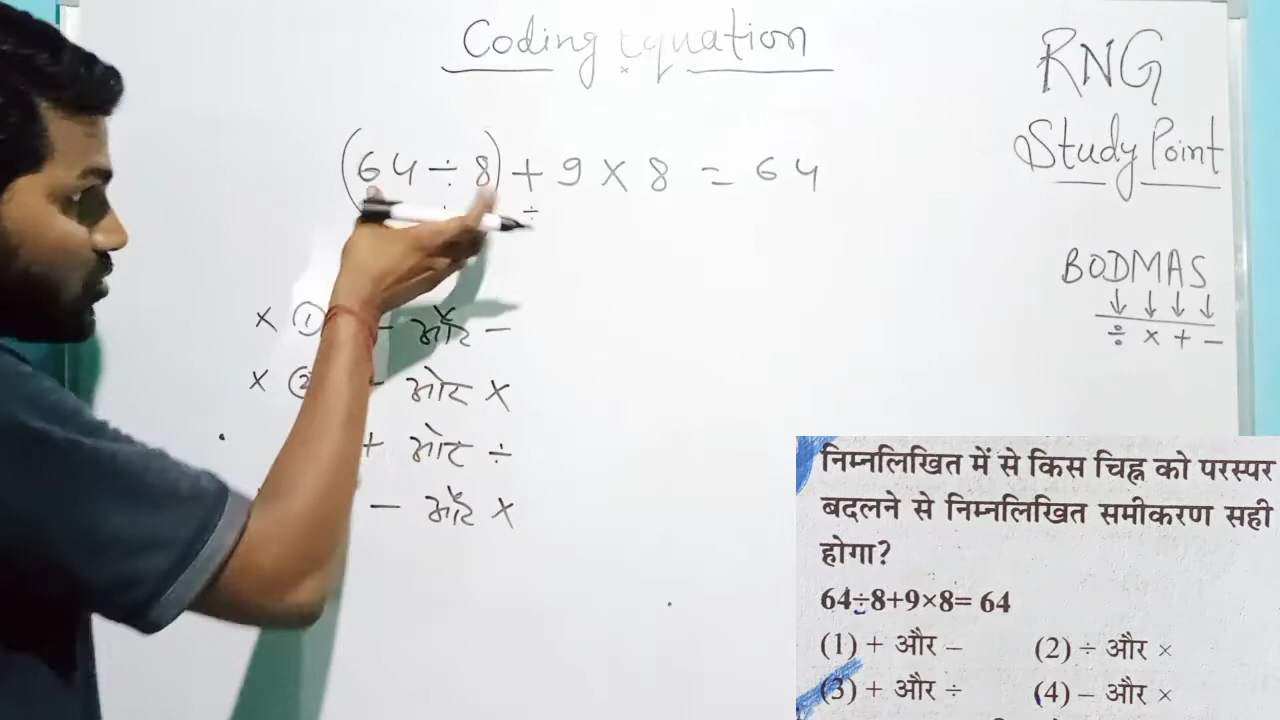 Coding Equation
RNG
Study Point
(64 ÷ 8) + 9 × 8 = 64
÷
BODMAS
↓ ↓ ↓ ↓
÷ × + −
× ① − और −
× ② और ×
+ और ÷
− और ×
निम्नलिखित में से किस चिह्न को परस्पर
बदलने से निम्नलिखित समीकरण सही
होगा?
64÷8+9×8= 64
(1) + और – (2) ÷ और ×
(3) + और ÷ (4) – और ×